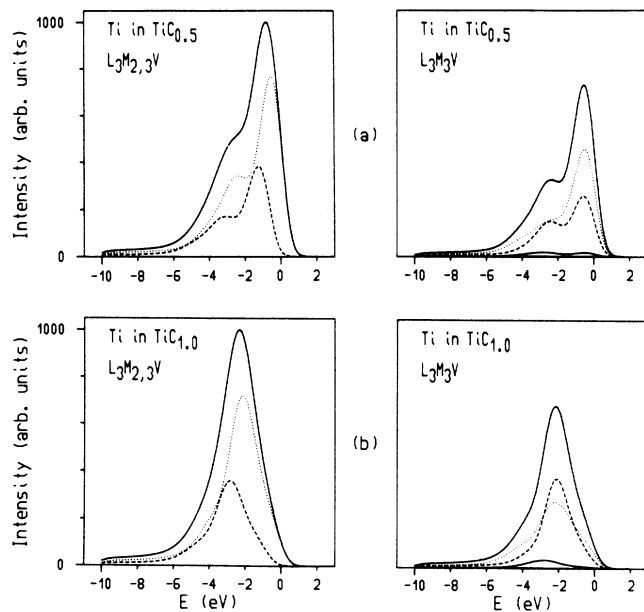 1000
Ti in TiC0.5
L3M2,3V
Intensity (arb. units)
0
-10 -8 -6 -4 -2 0 2
Ti in TiC0.5
L3M3V
(a)
-10 -8 -6 -4 -2 0 2
1000
Ti in TiC1.0
L3M2,3V
Intensity (arb. units)
0
-10 -8 -6 -4 -2 0 2
E (eV)
Ti in TiC1.0
L3M3V
(b)
-10 -8 -6 -4 -2 0 2
E (eV)